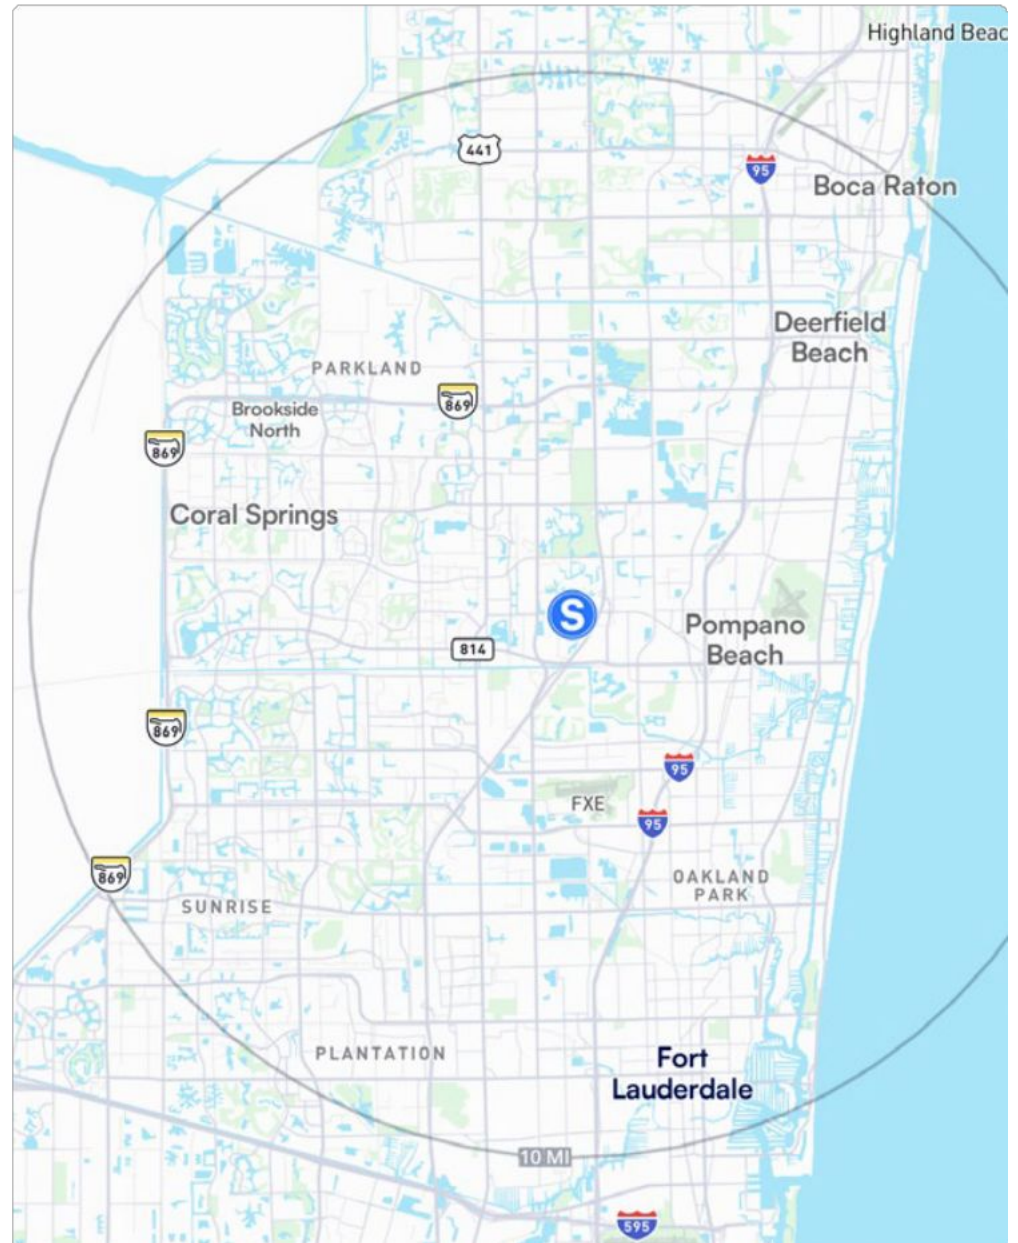 Highland Beac
441
95
Boca Raton
Deerfield
Beach
PARKLAND
869
Brookside
North
869
Coral Springs
S
Pompano
Beach
814
869
95
FXE
95
869
OAKLAND
PARK
SUNRISE
PLANTATION
Fort
Lauderdale
10 MI
595